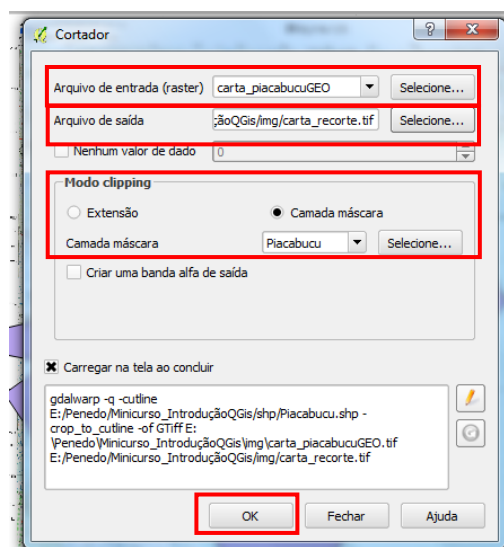 Cortador
Arquivo de entrada (raster) carta_piacabucuGEO Selecione...
Arquivo de saída ;ãoQGis/img/carta_recorte.tif Selecione...
Nenhum valor de dado 0
Modo clipping
Extensão Camada máscara
Camada máscara Piacabucu Selecione...
Criar uma banda alfa de saída
Carregar na tela ao concluir
gdalwarp -q -cutline
E:/Penedo/Minicurso_IntroduçãoQGis/shp/Piacabucu.shp -
crop_to_cutline -of GTiff E:
\Penedo\Minicurso_IntroduçãoQGis\img\carta_piacabucuGEO.tif
E:/Penedo/Minicurso_IntroduçãoQGis/img/carta_recorte.tif
OK Fechar Ajuda